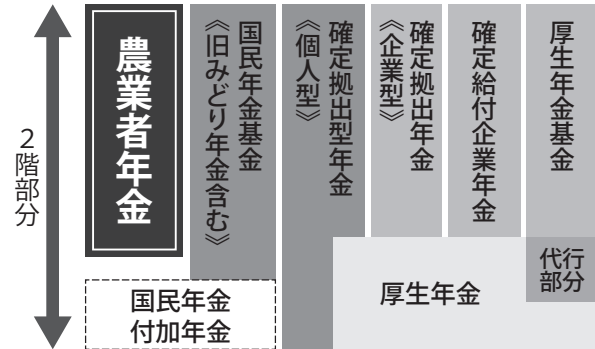 2階部分
農業者年金
国民年金基金
《旧みどり年金含む》
確定拠出型年金
《個人型》
確定拠出年金
《企業型》
確定給付企業年金
厚生年金基金
代行
部分
厚生年金
国民年金
付加年金